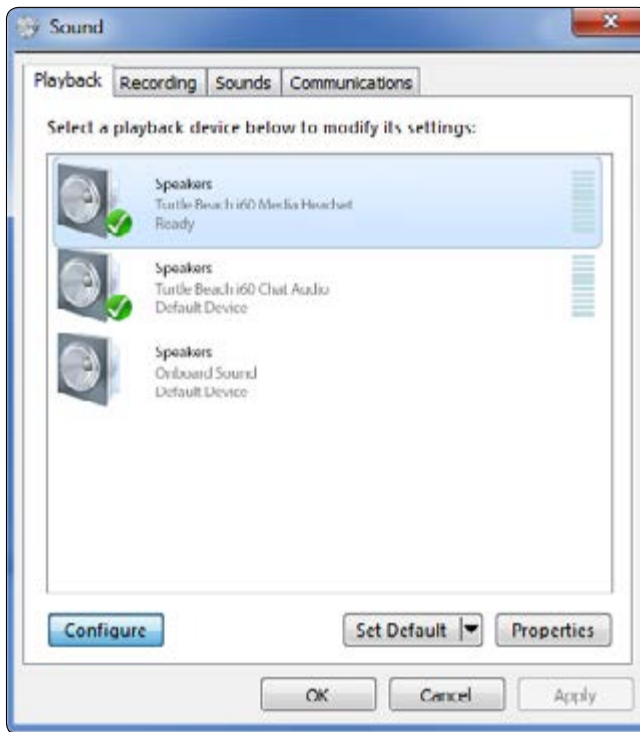 Sound
Playback Recording Sounds Communications
Select a playback device below to modify its settings:
Speakers
Turtle Beach i60 Media Headset
Ready
Speakers
Turtle Beach i60 Chat Audio
Default Device
Speakers
Onboard Sound
Default Device
Configure Set Default Properties
OK Cancel Apply